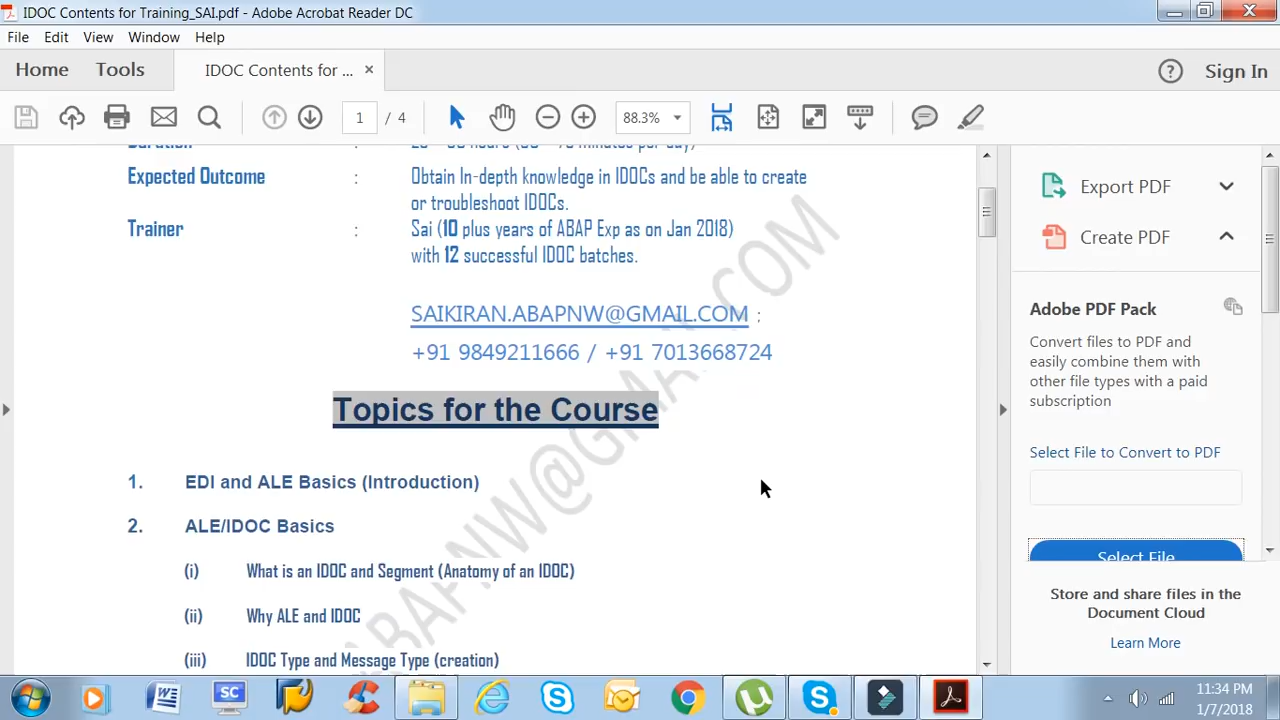 IDOC Contents for Training_SAI.pdf - Adobe Acrobat Reader DC
File Edit View Window Help
Home Tools IDOC Contents for ... × ? Sign In
1 / 4 88.3%
Expected Outcome : Obtain In-depth knowledge in IDOCs and be able to create
or troubleshoot IDOCs.
Trainer : Sai (10 plus years of ABAP Exp as on Jan 2018)
with 12 successful IDOC batches.
SAIKIRAN.ABAPNW@GMAIL.COM :
+91 9849211666 / +91 7013668724
Topics for the Course
1. EDI and ALE Basics (Introduction)
2. ALE/IDOC Basics
(i) What is an IDOC and Segment (Anatomy of an IDOC)
(ii) Why ALE and IDOC
(iii) IDOC Type and Message Type (creation)
Export PDF
Create PDF
Adobe PDF Pack
Convert files to PDF and
easily combine them with
other file types with a paid
subscription
Select File to Convert to PDF
Select File
Store and share files in the
Document Cloud
Learn More
SC
11:34 PM
1/7/2018